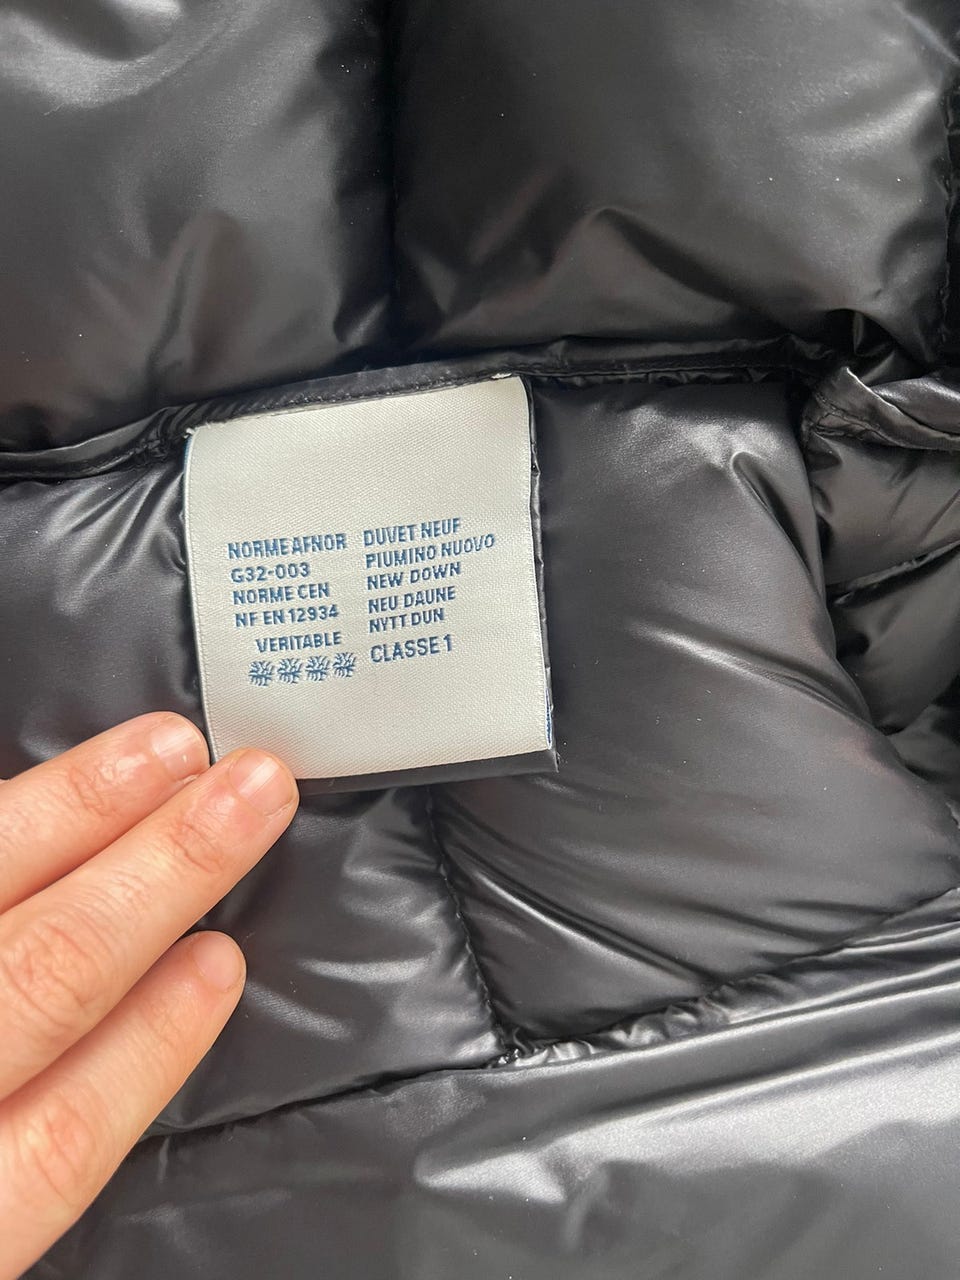 NORME AFNOR
G32-003
NORME CEN
NF EN 12934
VERITABLE
DUVET NEUF
PIUMINO NUOVO
NEW DOWN
NEU DAUNE
NYTT DUN
CLASSE 1